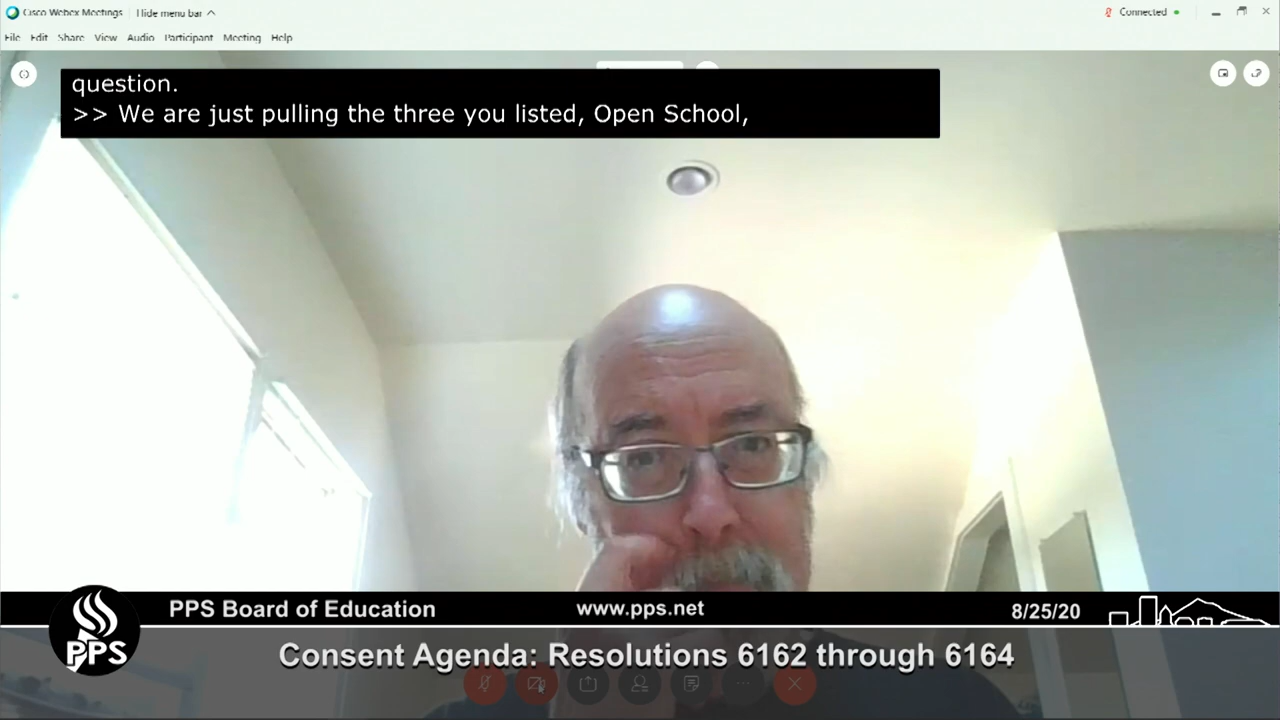 Cisco Webex Meetings
Hide menu bar
Connected
File Edit Share View Audio Participant Meeting Help
question.
>> We are just pulling the three you listed, Open School,
PPS Board of Education
www.pps.net
8/25/20
PPS
Consent Agenda: Resolutions 6162 through 6164